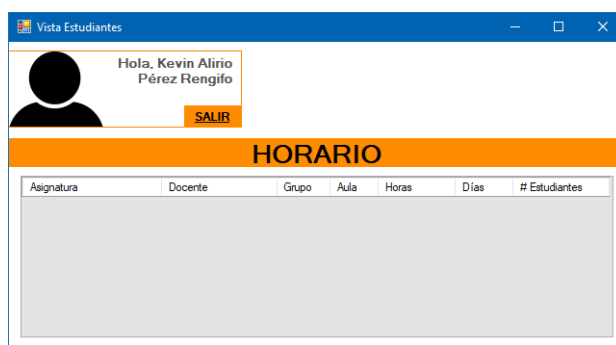 Vista Estudiantes
Hola, Kevin Alirio
Pérez Rengifo
SALIR
HORARIO
Asignatura Docente Grupo Aula Horas Días # Estudiantes